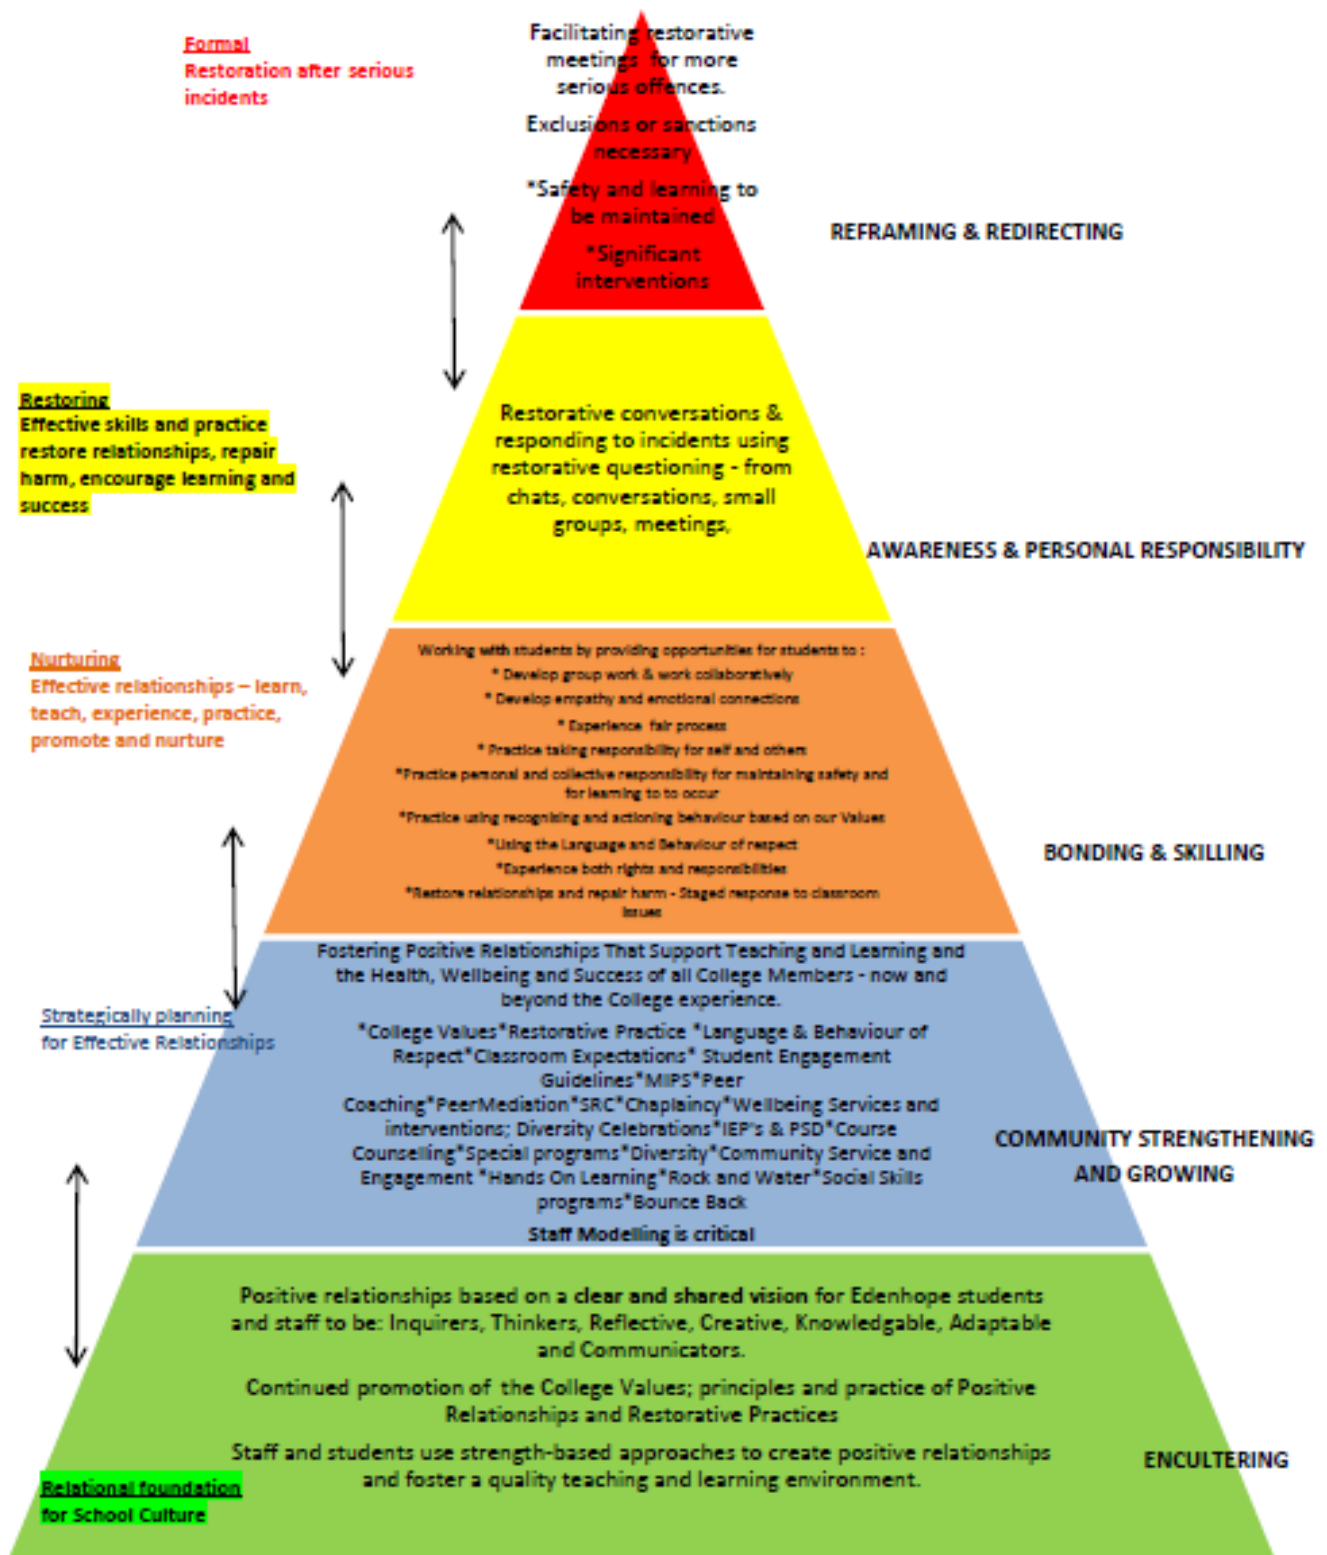 Formal
Restoration after serious
incidents
Facilitating restorative
meetings for more
serious offences.
Exclusions or sanctions
necessary
*Safety and learning to
be maintained
*Significant
interventions
REFRAMING & REDIRECTING
Restoring
Effective skills and practice
restore relationships, repair
harm, encourage learning and
success
Restorative conversations &
responding to incidents using
restorative questioning - from
chats, conversations, small
groups, meetings,
AWARENESS & PERSONAL RESPONSIBILITY
Nurturing
Effective relationships – learn,
teach, experience, practice,
promote and nurture
Working with students by providing opportunities for students to :
* Develop group work & work collaboratively
* Develop empathy and emotional connections
* Experience fair process
* Practice taking responsibility for self and others
*Practice personal and collective responsibility for maintaining safety and
for learning to to occur
*Practice using recognising and actioning behaviour based on our Values
*Using the Language and Behaviour of respect
*Experience both rights and responsibilities
*Restore relationships and repair harm - Staged response to classroom
issues
BONDING & SKILLING
Strategically planning
for Effective Relationships
Fostering Positive Relationships That Support Teaching and Learning and
the Health, Wellbeing and Success of all College Members - now and
beyond the College experience.
*College Values*Restorative Practice *Language & Behaviour of
Respect*Classroom Expectations* Student Engagement
Guidelines*MIPS*Peer
Coaching*PeerMediation*SRC*Chaplaincy*Wellbeing Services and
interventions; Diversity Celebrations*IEP's & PSD*Course
Counselling*Special programs*Diversity*Community Service and
Engagement *Hands On Learning*Rock and Water*Social Skills
programs*Bounce Back
Staff Modelling is critical
COMMUNITY STRENGTHENING
AND GROWING
Positive relationships based on a clear and shared vision for Edenhope students
and staff to be: Inquirers, Thinkers, Reflective, Creative, Knowledgable, Adaptable
and Communicators.
Continued promotion of the College Values; principles and practice of Positive
Relationships and Restorative Practices
Staff and students use strength-based approaches to create positive relationships
and foster a quality teaching and learning environment.
ENCULTERING
Relational foundation
for School Culture